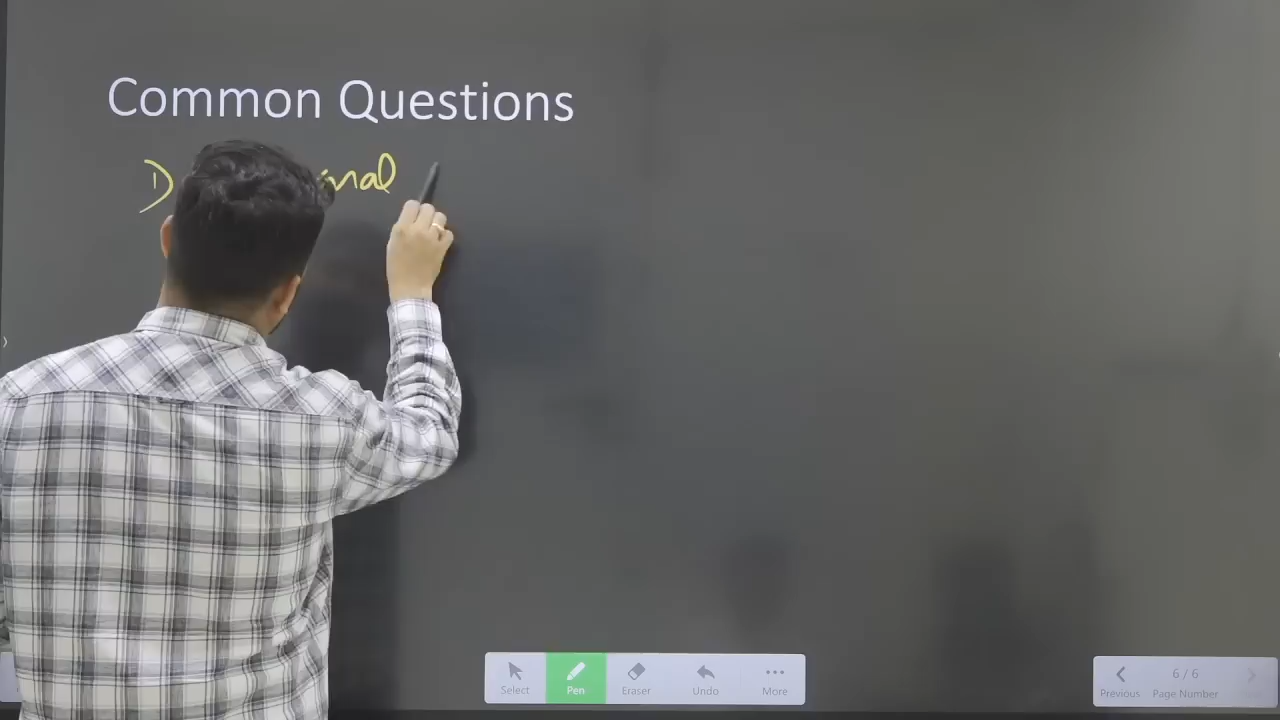 Common Questions
1)
Select
Pen
Eraser
Undo
More
Previous
6/6
Page Number